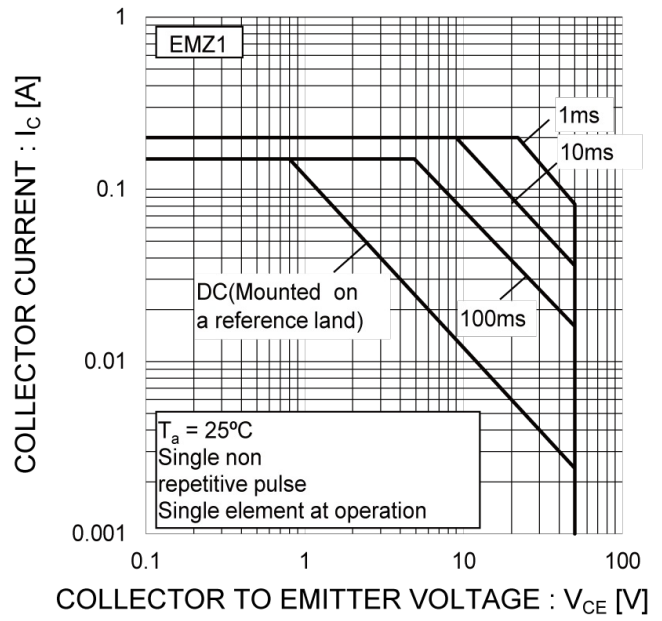 COLLECTOR CURRENT : IC [A]
1
0.1
0.01
0.001
EMZ1
1ms
10ms
100ms
DC(Mounted on
a reference land)
Ta = 25ºC
Single non
repetitive pulse
Single element at operation
0.1
1
10
100
COLLECTOR TO EMITTER VOLTAGE : VCE [V]